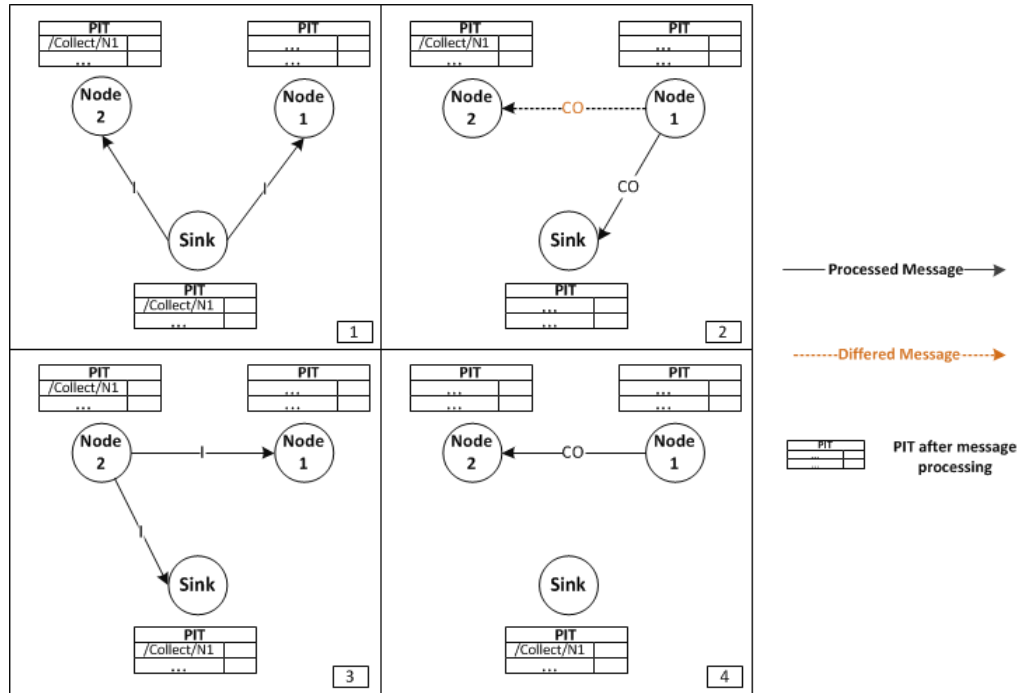 PIT
/Collect/N1
...
PIT
...
...
Node
2
Node
1
I
I
Sink
PIT
/Collect/N1
...
1
PIT
/Collect/N1
...
PIT
...
...
Node
2
CO
Node
1
CO
Sink
PIT
...
...
2
PIT
/Collect/N1
...
PIT
...
...
Node
2
I
Node
1
I
Sink
PIT
/Collect/N1
...
3
PIT
...
...
PIT
...
...
Node
2
CO
Node
1
Sink
PIT
/Collect/N1
...
4
Processed Message
Differed Message
PIT
...
...
PIT after message
processing